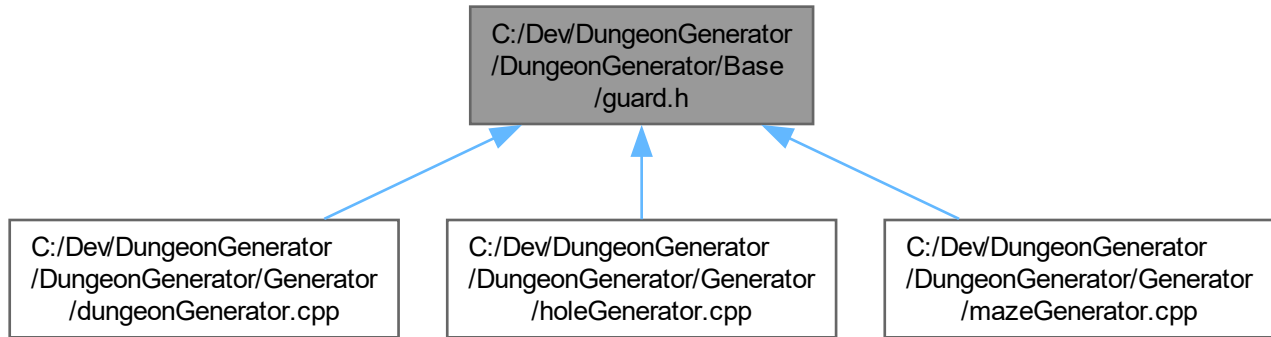 C:/Dev/DungeonGenerator
/DungeonGenerator/Base
/guard.h
C:/Dev/DungeonGenerator
/DungeonGenerator/Generator
/dungeonGenerator.cpp
C:/Dev/DungeonGenerator
/DungeonGenerator/Generator
/holeGenerator.cpp
C:/Dev/DungeonGenerator
/DungeonGenerator/Generator
/mazeGenerator.cpp